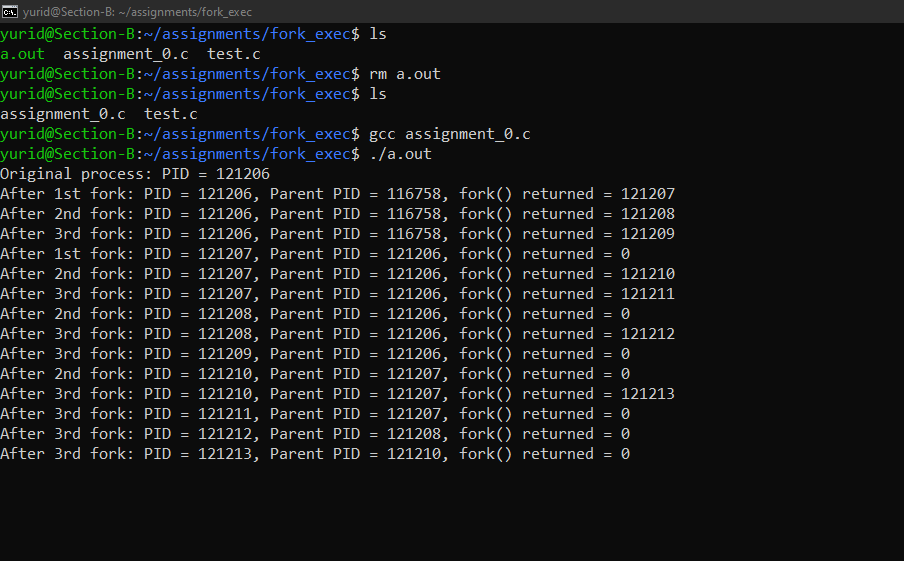 yurid@Section-B: ~/assignments/fork_exec
yurid@Section-B:~/assignments/fork_exec$ ls
a.out  assignment_0.c  test.c
yurid@Section-B:~/assignments/fork_exec$ rm a.out
yurid@Section-B:~/assignments/fork_exec$ ls
assignment_0.c  test.c
yurid@Section-B:~/assignments/fork_exec$ gcc assignment_0.c
yurid@Section-B:~/assignments/fork_exec$ ./a.out
Original process: PID = 121206
After 1st fork: PID = 121206, Parent PID = 116758, fork() returned = 121207
After 2nd fork: PID = 121206, Parent PID = 116758, fork() returned = 121208
After 3rd fork: PID = 121206, Parent PID = 116758, fork() returned = 121209
After 1st fork: PID = 121207, Parent PID = 121206, fork() returned = 0
After 2nd fork: PID = 121207, Parent PID = 121206, fork() returned = 121210
After 3rd fork: PID = 121207, Parent PID = 121206, fork() returned = 121211
After 2nd fork: PID = 121208, Parent PID = 121206, fork() returned = 0
After 3rd fork: PID = 121208, Parent PID = 121206, fork() returned = 121212
After 3rd fork: PID = 121209, Parent PID = 121206, fork() returned = 0
After 2nd fork: PID = 121210, Parent PID = 121207, fork() returned = 0
After 3rd fork: PID = 121210, Parent PID = 121207, fork() returned = 121213
After 3rd fork: PID = 121211, Parent PID = 121207, fork() returned = 0
After 3rd fork: PID = 121212, Parent PID = 121208, fork() returned = 0
After 3rd fork: PID = 121213, Parent PID = 121210, fork() returned = 0